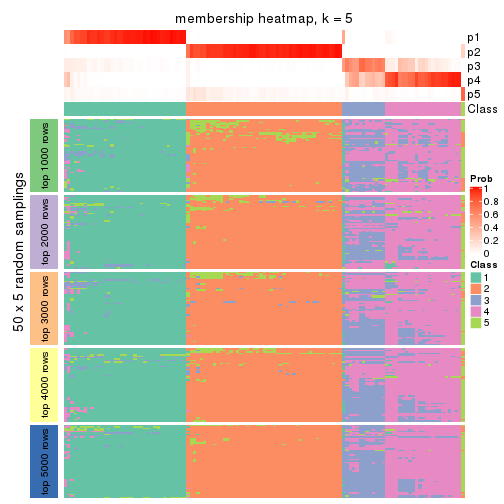 membership heatmap, k = 5
p1
p2
p3
p4
p5
Class
50 x 5 random samplings
top 1000 rows
top 2000 rows
top 3000 rows
top 4000 rows
top 5000 rows
Prob
1
0.8
0.6
0.4
0.2
0
Class
1
2
3
4
5